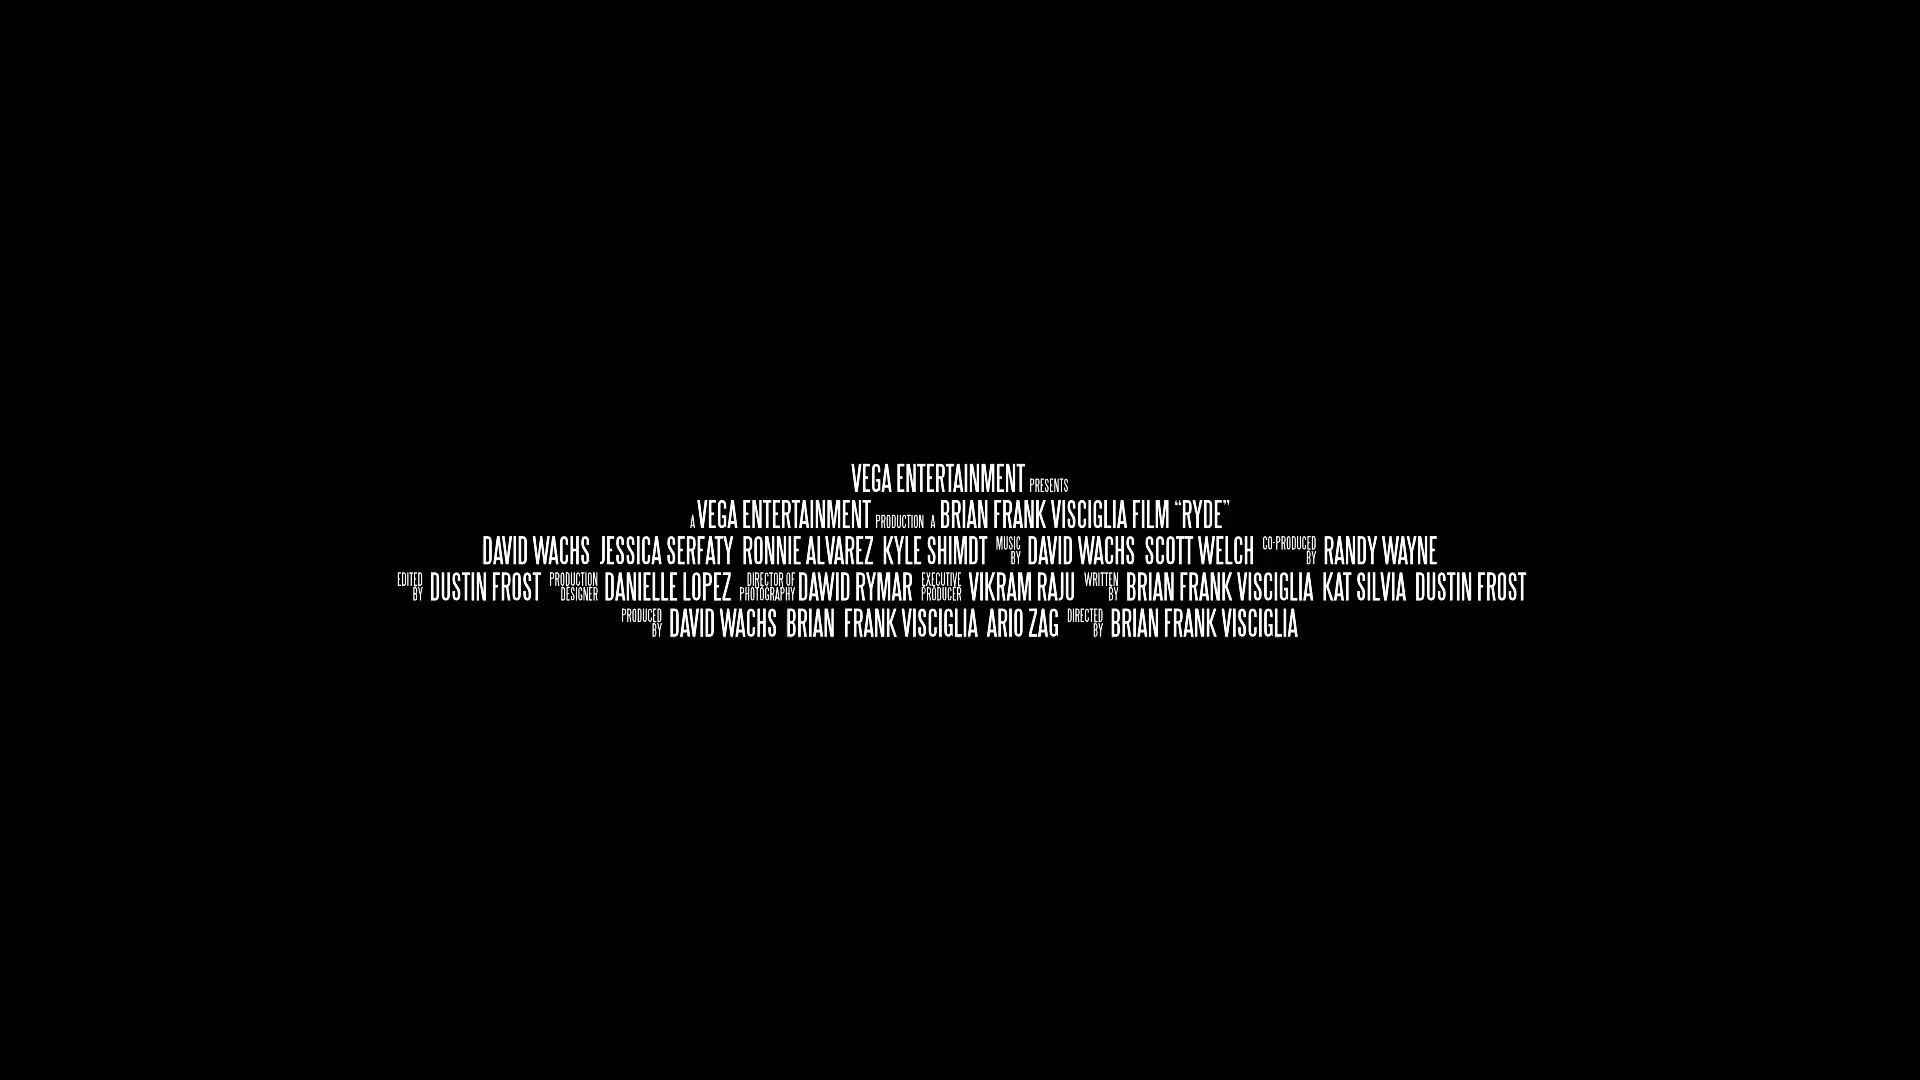 VEGA ENTERTAINMENT PRESENTS
A VEGA ENTERTAINMENT PRODUCTION A BRIAN FRANK VISCIGLIA FILM “RYDE”
DAVID WACHS JESSICA SERFATY RONNIE ALVAREZ KYLE SHIMDT MUSIC BY DAVID WACHS SCOTT WELCH CO-PRODUCED BY RANDY WAYNE
EDITED BY DUSTIN FROST PRODUCTION DESIGNER DANIELLE LOPEZ DIRECTOR OF PHOTOGRAPHY DAWID RYMAR EXECUTIVE PRODUCER VIKRAM RAJU WRITTEN BY BRIAN FRANK VISCIGLIA KAT SILVIA DUSTIN FROST
PRODUCED BY DAVID WACHS BRIAN FRANK VISCIGLIA ARIO ZAG DIRECTED BY BRIAN FRANK VISCIGLIA